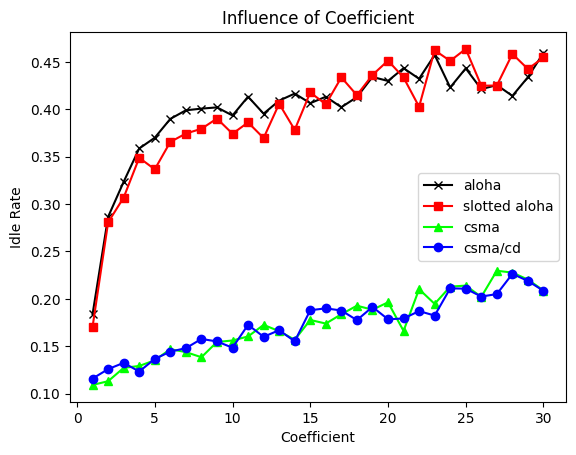 Influence of Coefficient
Idle Rate
0.45
0.40
0.35
0.30
0.25
0.20
0.15
0.10
aloha
slotted aloha
csma
csma/cd
0 5 10 15 20 25 30
Coefficient